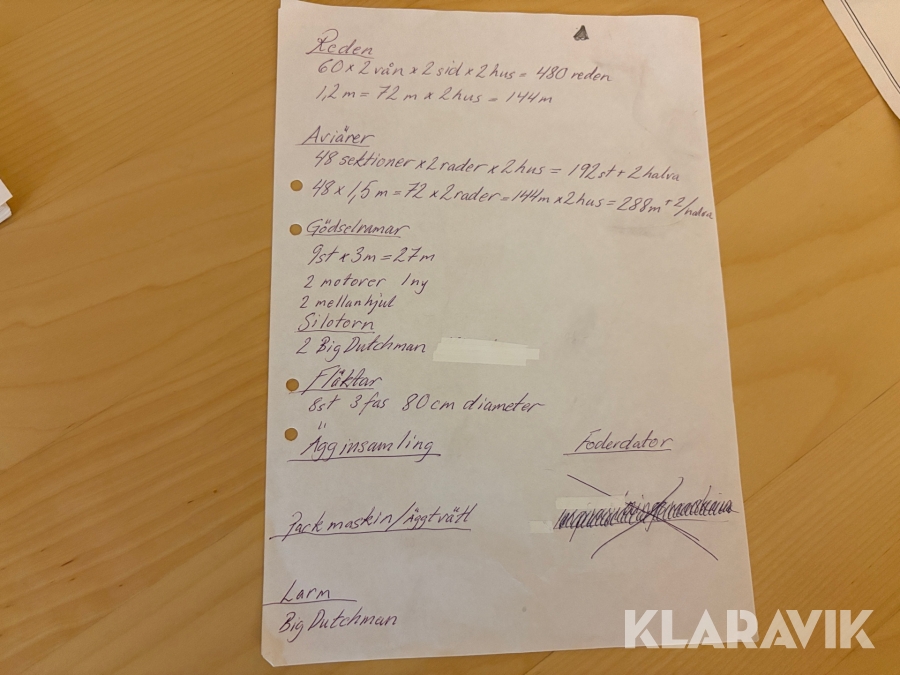 Reden
60 x 2 vån x 2 sid x 2 hus = 480 reden
1,2 m = 72 m x 2 hus = 144 m
Aviärer
48 sektioner x 2 rader x 2 hus = 192 st + 2 halva
48 x 1,5 m = 72 x 2 rader = 144 m x 2 hus = 288 m + 2/halva
Gödselramar
9 st x 3 m = 27 m
2 motorer 1 ny
2 mellanhjul
Silotorn
2 Big Dutchman
Fläktar
8 st 3 fas 80 cm diameter
Ägginsamling
Foderdator
Packmaskin/Äggtvätt
Larm
Big Dutchman
KLARAVIK